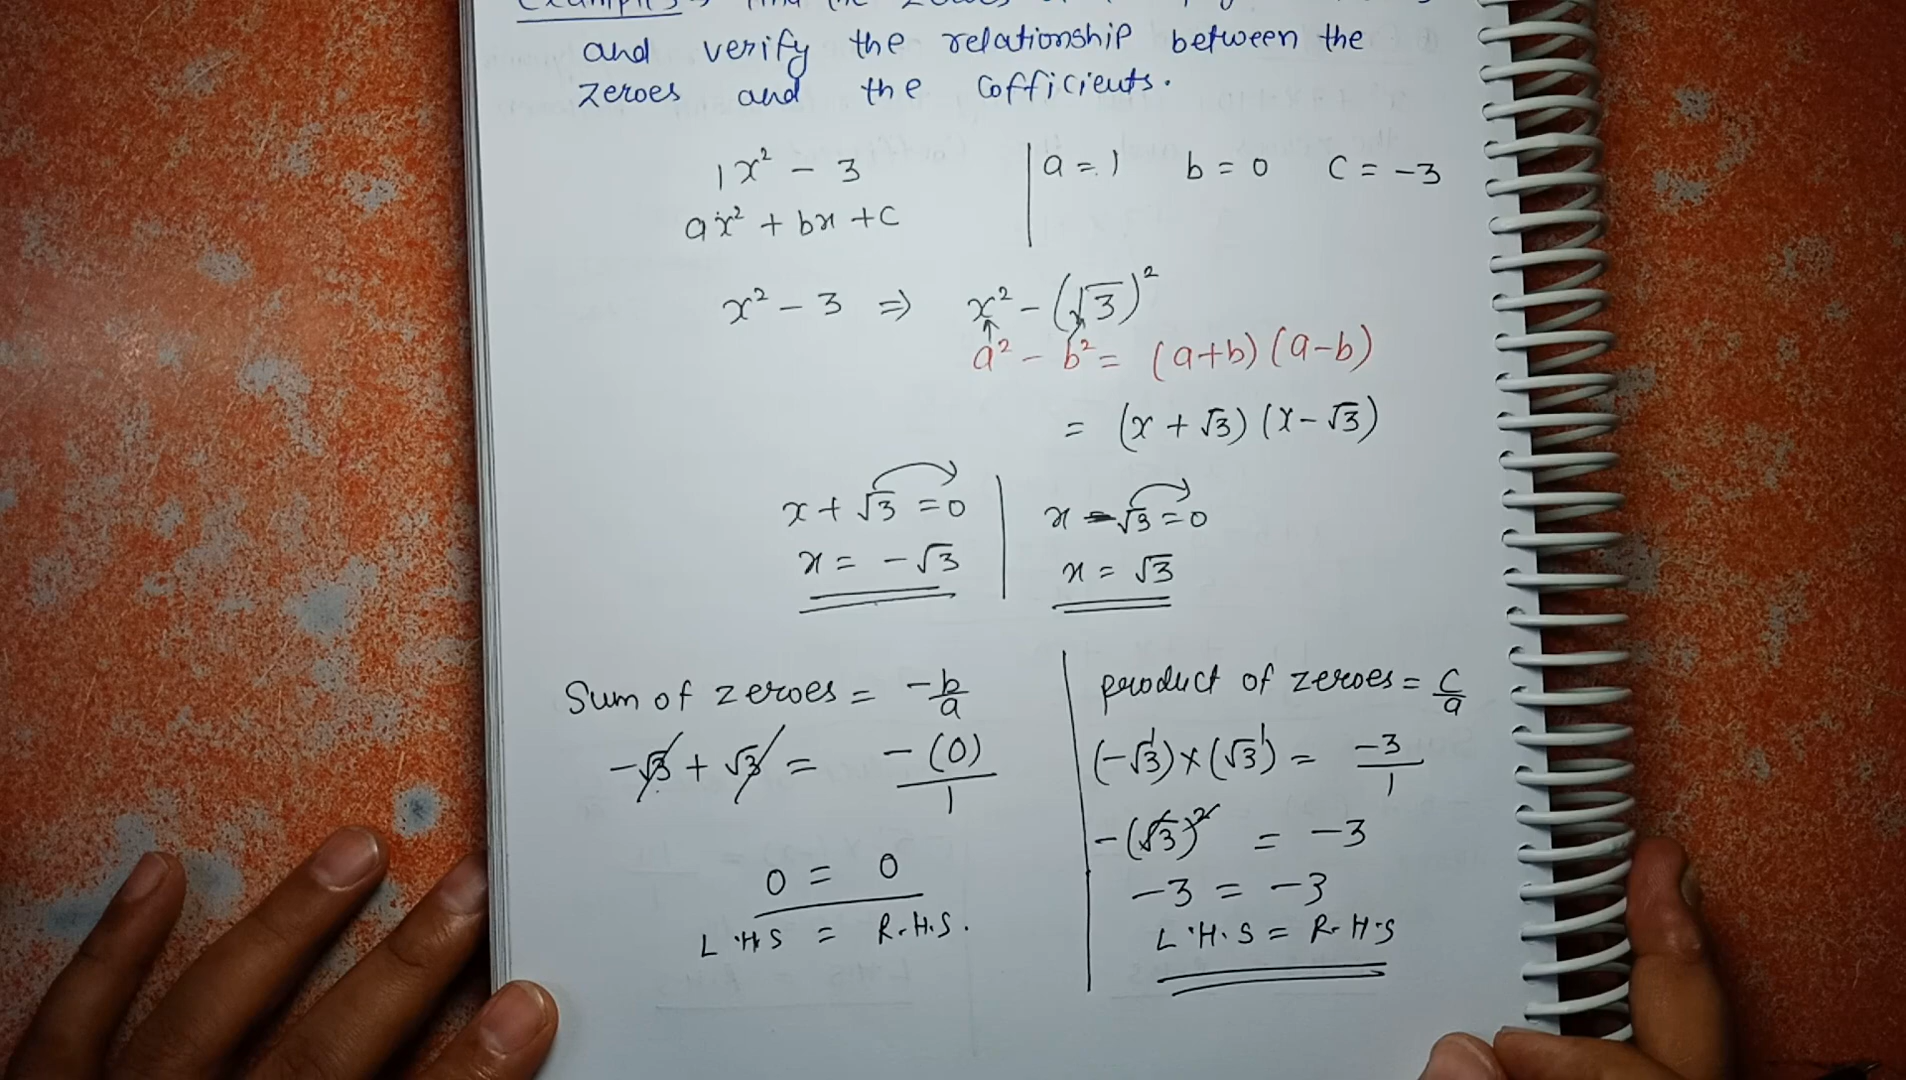 and verify the relationship between the
zeroes and the Cofficients.
1x² - 3
ax² + bx + c
a = 1 b = 0 C = -3
x² - 3 ⇒ x² - (√3)²
a² - b² = (a+b) (a-b)
= (x + √3) (x - √3)
x + √3 = 0
x = -√3
x - √3 = 0
x = √3
Sum of zeroes = -b/a
-√3 + √3 = -(0)/1
0 = 0
L.H.S = R.H.S.
product of zeroes = c/a
(-√3¹) × (√3¹) = -3/1
-(√3)² = -3
-3 = -3
L.H.S = R.H.S